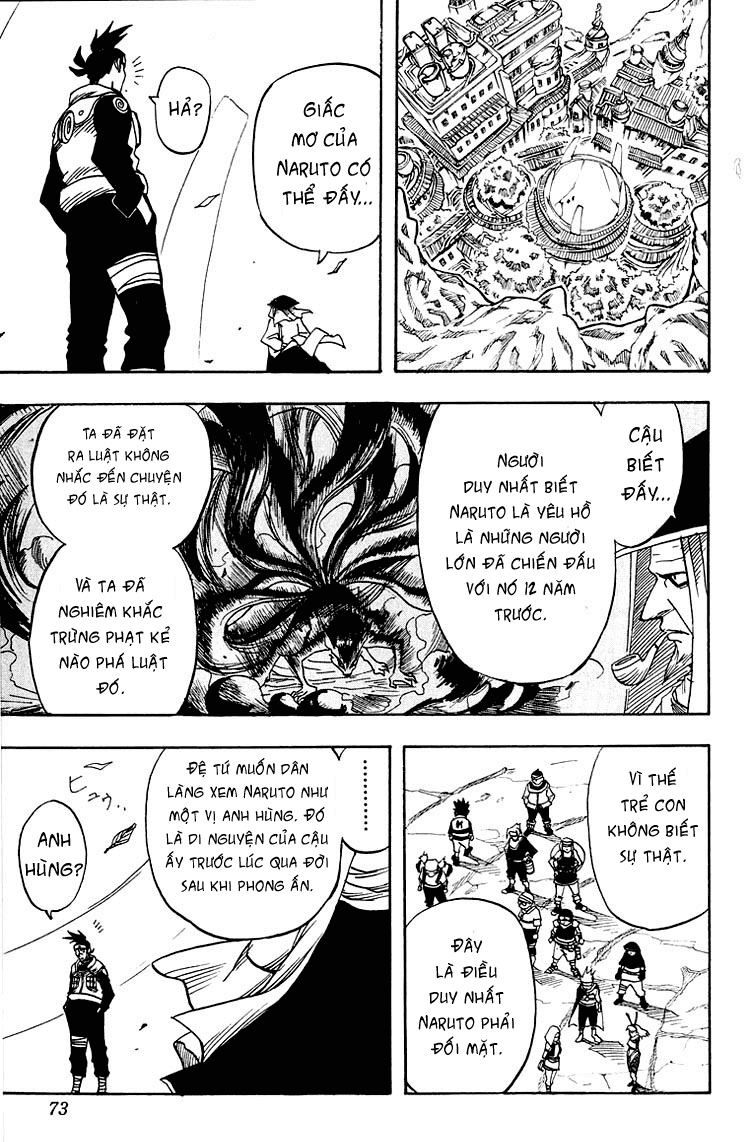 GIẤC
MƠ CỦA
NARUTO CÓ
THỂ ĐẤY...
HẢ?
CẬU
BIẾT
ĐẤY...
NGƯỜI
DUY NHẤT BIẾT
NARUTO LÀ YÊU HỒ
LÀ NHỮNG NGƯỜI
LỚN ĐÃ CHIẾN ĐẤU
VỚI NÓ 12 NĂM
TRƯỚC.
TA ĐÃ ĐẶT
RA LUẬT KHÔNG
NHẮC ĐẾN CHUYỆN
ĐÓ LÀ SỰ THẬT.
VÀ TA ĐÃ
NGHIÊM KHẮC
TRỪNG PHẠT KẺ
NÀO PHÁ LUẬT
ĐÓ.
VÌ THẾ
TRẺ CON
KHÔNG BIẾT
SỰ THẬT.
ĐÂY
LÀ ĐIỀU
DUY NHẤT
NARUTO PHẢI
ĐỐI MẶT.
........
ĐỆ TỨ MUỐN DÂN
LÀNG XEM NARUTO NHƯ
MỘT VỊ ANH HÙNG. ĐÓ
LÀ DI NGUYỆN CỦA CẬU
ẤY TRƯỚC LÚC QUA ĐỜI
SAU KHI PHONG ẤN.
ヒュウ..
ANH
HÙNG?
73